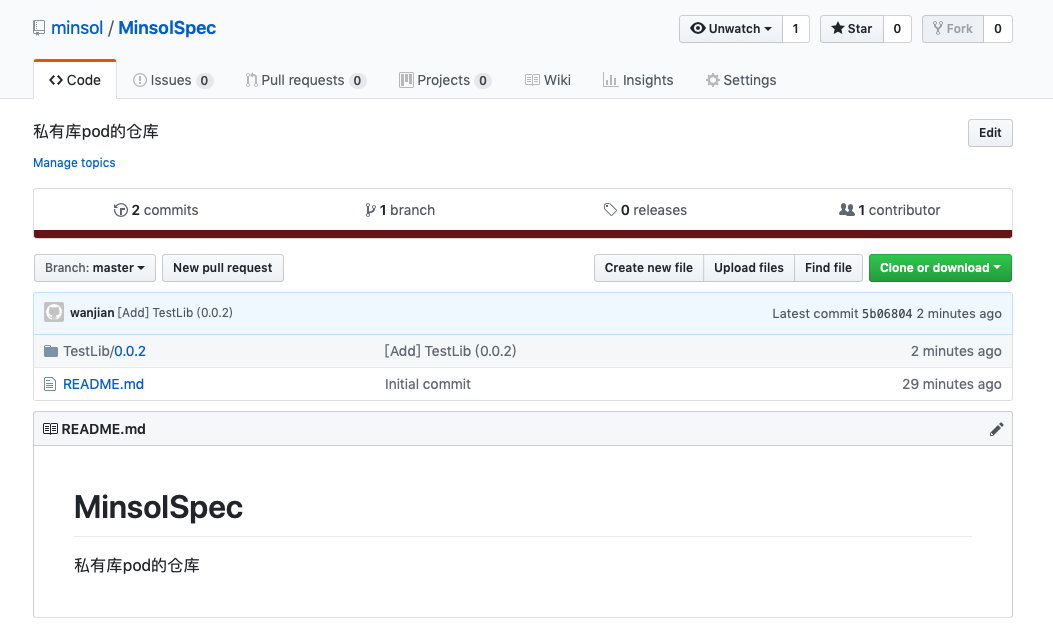 minsol / MinsolSpec
Unwatch 1 Star 0 Fork 0
Code Issues 0 Pull requests 0 Projects 0 Wiki Insights Settings
私有库pod的仓库
Edit
Manage topics
2 commits 1 branch 0 releases 1 contributor
Branch: master New pull request Create new file Upload files Find file Clone or download
wanjian [Add] TestLib (0.0.2) Latest commit 5b06804 2 minutes ago
TestLib/0.0.2 [Add] TestLib (0.0.2) 2 minutes ago
README.md Initial commit 29 minutes ago
README.md
MinsolSpec
私有库pod的仓库